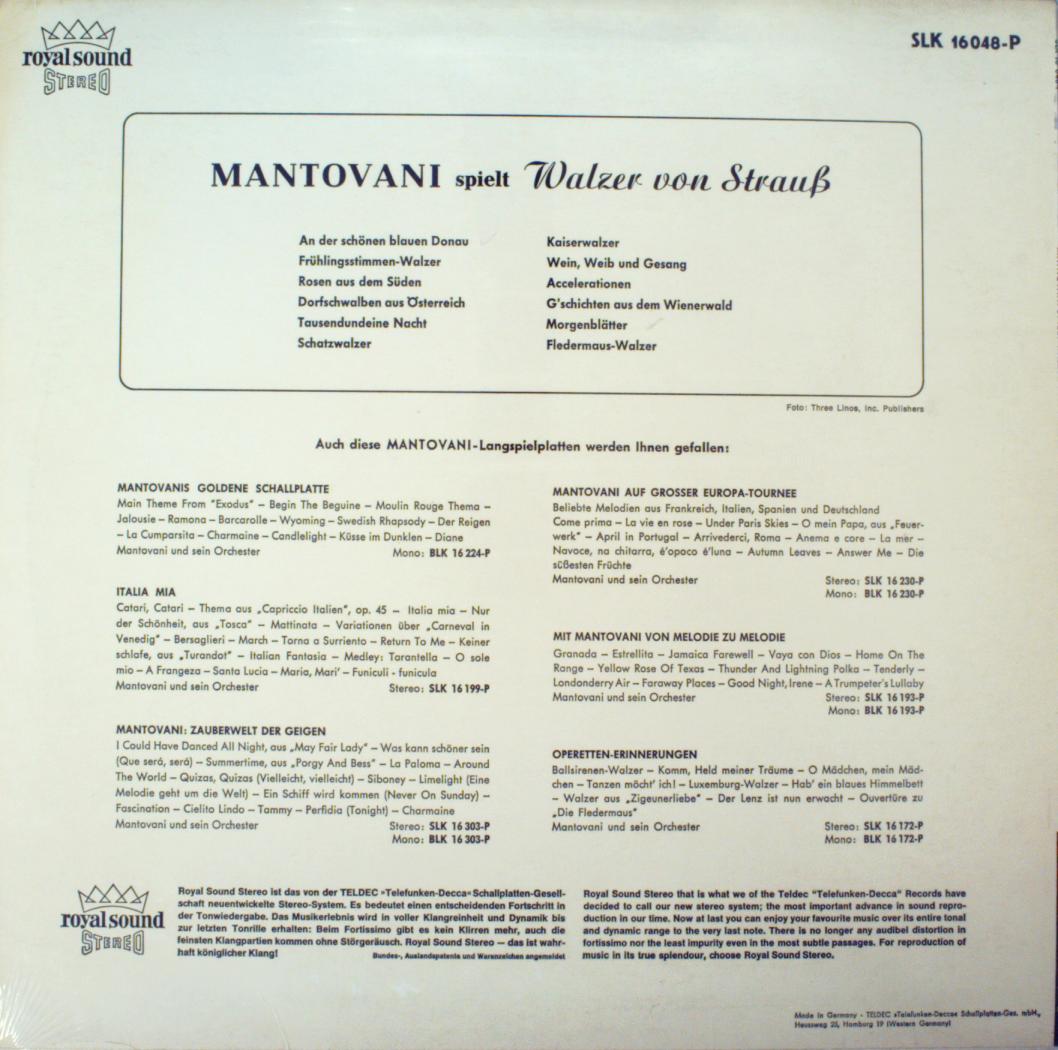 royal sound
STEREO
SLK 16048-P
MANTOVANI spielt Walzer von Strauß
An der schönen blauen Donau
Frühlingsstimmen-Walzer
Rosen aus dem Süden
Dorfschwalben aus Österreich
Tausendundeine Nacht
Schatzwalzer
Kaiserwalzer
Wein, Weib und Gesang
Accelerationen
G'schichten aus dem Wienerwald
Morgenblätter
Fledermaus-Walzer
Foto: Three Linos, Inc. Publishers
Auch diese MANTOVANI-Langspielplatten werden Ihnen gefallen:
MANTOVANIS GOLDENE SCHALLPLATTE
Main Theme From "Exodus" – Begin The Beguine – Moulin Rouge Thema –
Jalousie – Ramona – Barcarolle – Wyoming – Swedish Rhapsody – Der Reigen
– La Cumparsita – Charmaine – Candlelight – Küsse im Dunklen – Diane
Mantovani und sein Orchester Mono: BLK 16 224-P
ITALIA MIA
Catari, Catari – Thema aus „Capriccio Italien", op. 45 – Italia mia – Nur
der Schönheit, aus „Tosca" – Mattinata – Variationen über „Carneval in
Venedig" – Bersaglieri – March – Torna a Surriento – Return To Me – Keiner
schlafe, aus „Turandot" – Italian Fantasia – Medley: Tarantella – O sole
mio – A Frangeza – Santa Lucia – Maria, Mari' – Funiculi - funicula
Mantovani und sein Orchester Stereo: SLK 16 199-P
MANTOVANI: ZAUBERWELT DER GEIGEN
I Could Have Danced All Night, aus „May Fair Lady" – Was kann schöner sein
(Que será, será) – Summertime, aus „Porgy And Bess" – La Paloma – Around
The World – Quizas, Quizas (Vielleicht, vielleicht) – Siboney – Limelight (Eine
Melodie geht um die Welt) – Ein Schiff wird kommen (Never On Sunday) –
Fascination – Cielito Lindo – Tammy – Perfidia (Tonight) – Charmaine
Mantovani und sein Orchester Stereo: SLK 16 303-P
Mono: BLK 16 303-P
MANTOVANI AUF GROSSER EUROPA-TOURNEE
Beliebte Melodien aus Frankreich, Italien, Spanien und Deutschland
Come prima – La vie en rose – Under Paris Skies – O mein Papa, aus „Feuer-
werk" – April in Portugal – Arrivederci, Roma – Anema e core – La mer –
Navoce, na chitarra, é'opoco é'luna – Autumn Leaves – Answer Me – Die
süßesten Früchte
Mantovani und sein Orchester Stereo: SLK 16 230-P
Mono: BLK 16 230-P
MIT MANTOVANI VON MELODIE ZU MELODIE
Granada – Estrellita – Jamaica Farewell – Vaya con Dios – Home On The
Range – Yellow Rose Of Texas – Thunder And Lightning Polka – Tenderly –
Londonderry Air – Faraway Places – Good Night, Irene – A Trumpeter's Lullaby
Mantovani und sein Orchester Stereo: SLK 16 193-P
Mono: BLK 16 193-P
OPERETTEN-ERINNERUNGEN
Ballsirenen-Walzer – Komm, Held meiner Träume – O Mädchen, mein Mäd-
chen – Tanzen möcht' ich! – Luxemburg-Walzer – Hab' ein blaues Himmelbett
– Walzer aus „Zigeunerliebe" – Der Lenz ist nun erwacht – Ouvertüre zu
„Die Fledermaus"
Mantovani und sein Orchester Stereo: SLK 16 172-P
Mono: BLK 16 172-P
royal sound
STEREO
Royal Sound Stereo ist das von der TELDEC »Telefunken-Decca« Schallplatten-Gesell-
schaft neuentwickelte Stereo-System. Es bedeutet einen entscheidenden Fortschritt in
der Tonwiedergabe. Das Musikerlebnis wird in voller Klangreinheit und Dynamik bis
zur letzten Tonrille erhalten: Beim Fortissimo gibt es kein Klirren mehr, auch die
feinsten Klangpartien kommen ohne Störgeräusch. Royal Sound Stereo — das ist wahr-
haft königlicher Klang! Bundes-, Auslandspatente und Warenzeichen angemeldet
Royal Sound Stereo that is what we of the Teldec "Telefunken-Decca" Records have
decided to call our new stereo system; the most important advance in sound repro-
duction in our time. Now at last you can enjoy your favourite music over its entire tonal
and dynamic range to the very last note. There is no longer any audibel distortion in
fortissimo nor the least impurity even in the most subtle passages. For reproduction of
music in its true splendour, choose Royal Sound Stereo.
Made in Germany - TELDEC »Telefunken-Decca« Schallplatten-Ges. mbH.,
Heussweg 25, Hamburg 19 (Western Germany)